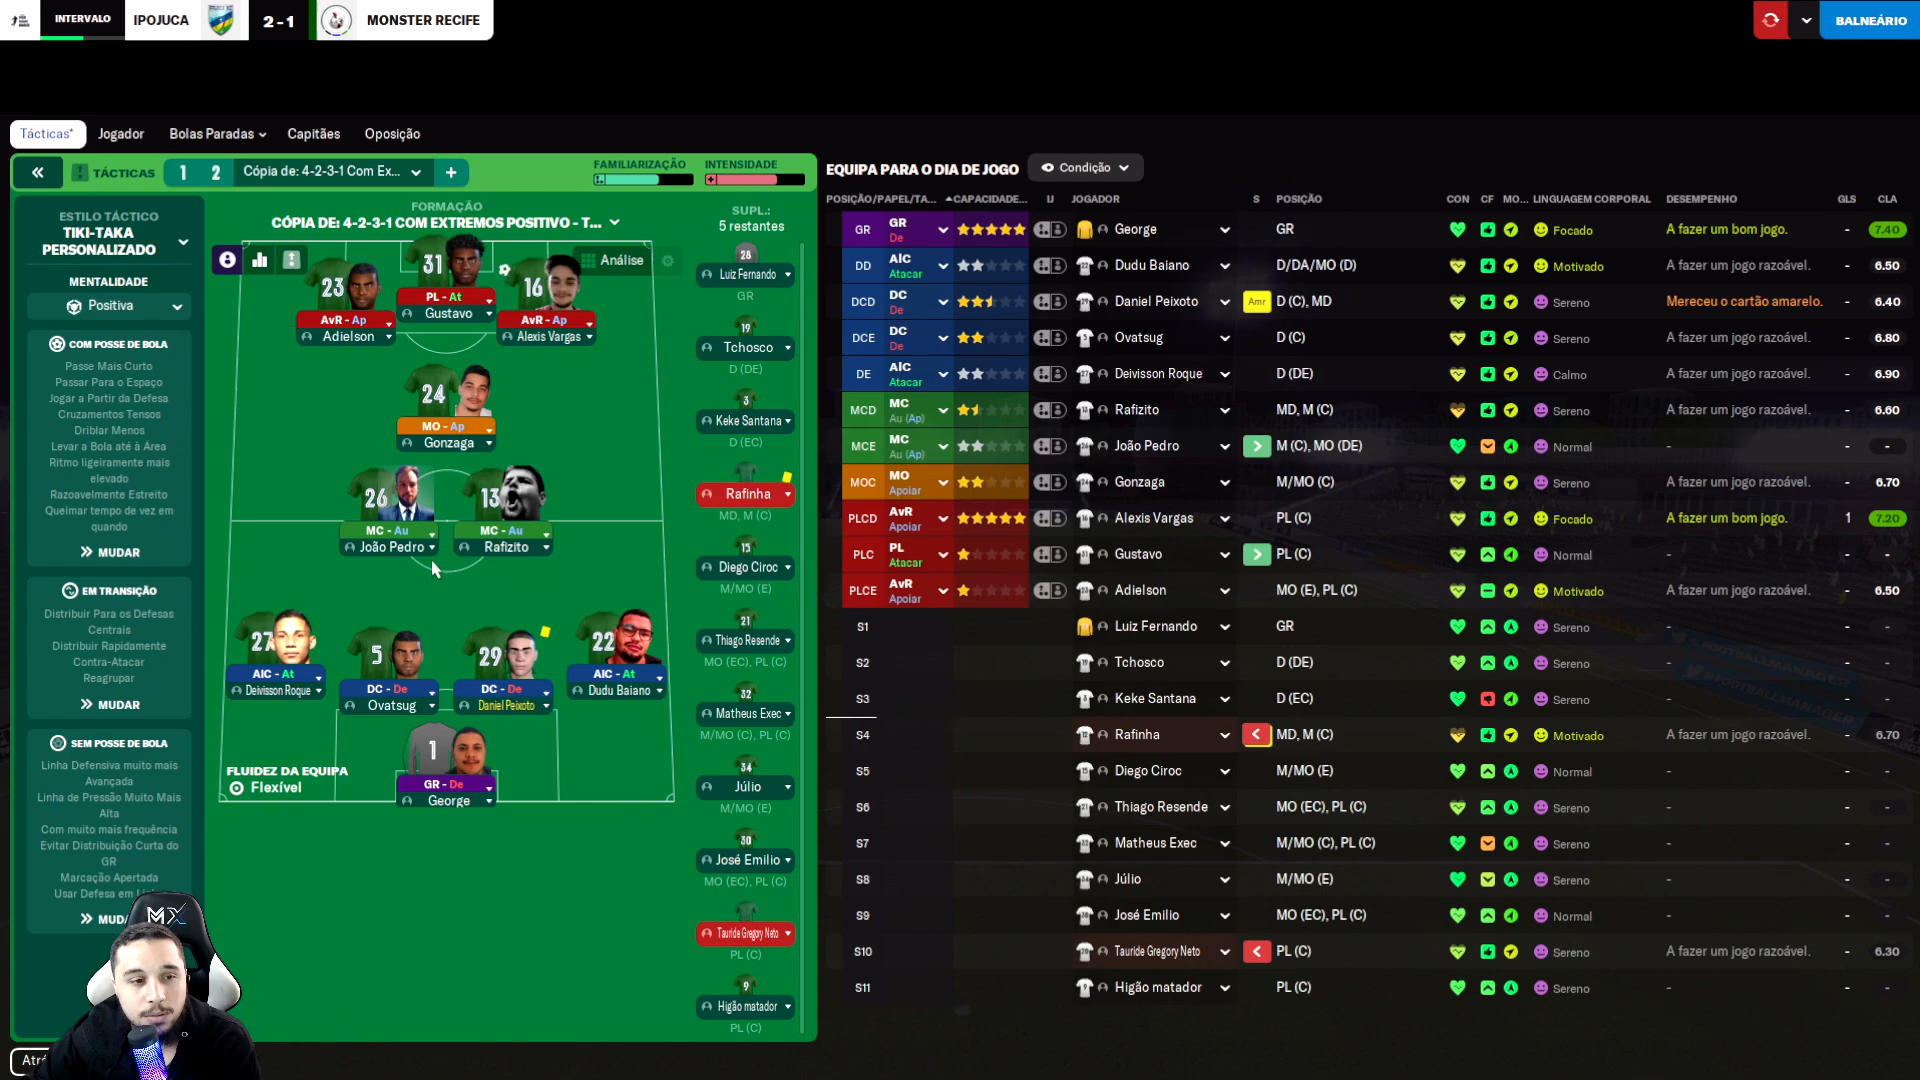 INTERVALO
IPOJUCA
2 - 1
MONSTER RECIFE
BALNEÁRIO
Tácticas*
Jogador
Bolas Paradas
Capitães
Oposição
TÁCTICAS
1
2
Cópia de: 4-2-3-1 Com Ex...
FAMILIARIZAÇÃO
INTENSIDADE
ESTILO TÁCTICO
TIKI-TAKA
PERSONALIZADO
MENTALIDADE
Positiva
COM POSSE DE BOLA
Passe Mais Curto
Passar Para o Espaço
Jogar a Partir da Defesa
Cruzamentos Tensos
Driblar Menos
Levar a Bola até à Área
Ritmo ligeiramente mais
elevado
Razoavelmente Estreito
Queimar tempo de vez em
quando
MUDAR
EM TRANSIÇÃO
Distribuir Para os Defesas
Centrais
Distribuir Rapidamente
Contra-Atacar
Reagrupar
MUDAR
SEM POSSE DE BOLA
Linha Defensiva muito mais
Avançada
Linha de Pressão Muito Mais
Alta
Com muito mais frequência
Evitar Distribuição Curta do
GR
Marcação Apertada
Usar Defesa em
FORMAÇÃO
CÓPIA DE: 4-2-3-1 COM EXTREMOS POSITIVO - T...
Análise
23
AvR - Ap
Adielson
31
PL - At
Gustavo
16
AvR - Ap
Alexis Vargas
24
MO - Ap
Gonzaga
26
MC - Au
João Pedro
13
MC - Au
Rafizito
27
AlC - At
Deivisson Roque
5
DC - De
Ovatsug
29
DC - De
Daniel Peixoto
22
AlC - At
Dudu Baiano
1
GR - De
George
FLUIDEZ DA EQUIPA
Flexível
SUPL.:
5 restantes
28
Luiz Fernando
GR
19
Tchosco
D (DE)
3
Keke Santana
D (EC)
Rafinha
MD, M (C)
15
Diego Ciroc
M/MO (E)
21
Thiago Resende
MO (EC), PL (C)
32
Matheus Exec
M/MO (C), PL (C)
34
Júlio
M/MO (E)
30
José Emilio
MO (EC), PL (C)
Tauride Gregory Neto
PL (C)
9
Higão matador
PL (C)
EQUIPA PARA O DIA DE JOGO
Condição
POSIÇÃO/PAPEL/TA... CAPACIDADE... IJ JOGADOR S POSIÇÃO CON CF MO... LINGUAGEM CORPORAL DESEMPENHO GLS CLA
GR GR De George GR Focado A fazer um bom jogo. - 7.40
DD AlC Atacar Dudu Baiano D/DA/MO (D) Motivado A fazer um jogo razoável. - 6.50
DCD DC De Daniel Peixoto Amr D (C), MD Sereno Mereceu o cartão amarelo. - 6.40
DCE DC De Ovatsug D (C) Sereno A fazer um jogo razoável. - 6.80
DE AlC Atacar Deivisson Roque D (DE) Calmo A fazer um jogo razoável. - 6.90
MCD MC Au (Ap) Rafizito MD, M (C) Sereno A fazer um jogo razoável. - 6.60
MCE MC Au (Ap) João Pedro M (C), MO (DE) Normal - - -
MOC MO Apoiar Gonzaga M/MO (C) Sereno A fazer um jogo razoável. - 6.70
PLCD AvR Apoiar Alexis Vargas PL (C) Focado A fazer um bom jogo. 1 7.20
PLC PL Atacar Gustavo PL (C) Normal - - -
PLCE AvR Apoiar Adielson MO (E), PL (C) Motivado A fazer um jogo razoável. - 6.50
S1 Luiz Fernando GR Sereno - - -
S2 Tchosco D (DE) Sereno - - -
S3 Keke Santana D (EC) Sereno - - -
S4 Rafinha MD, M (C) Motivado A fazer um jogo razoável. - 6.70
S5 Diego Ciroc M/MO (E) Normal - - -
S6 Thiago Resende MO (EC), PL (C) Sereno - - -
S7 Matheus Exec M/MO (C), PL (C) Sereno - - -
S8 Júlio M/MO (E) Sereno - - -
S9 José Emilio MO (EC), PL (C) Normal - - -
S10 Tauride Gregory Neto PL (C) Sereno A fazer um jogo razoável. - 6.30
S11 Higão matador PL (C) Sereno - - -